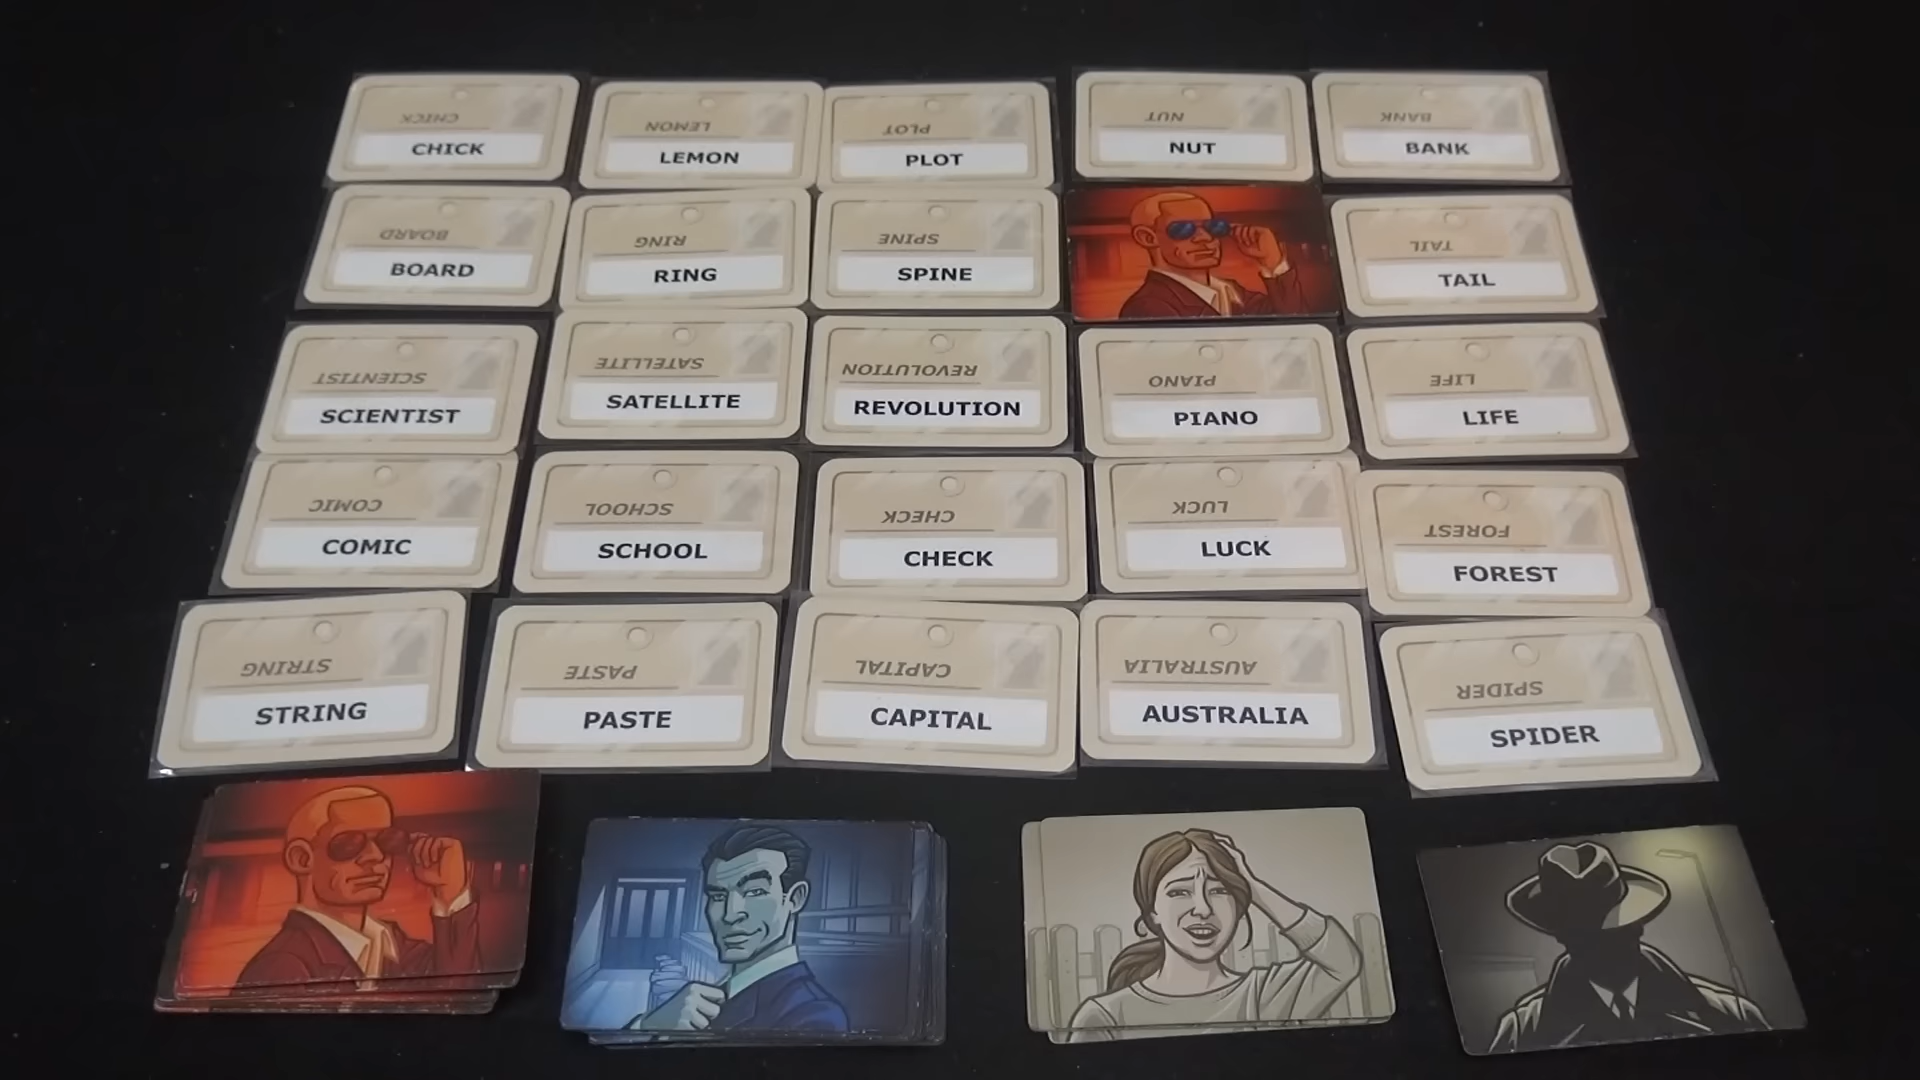 CHICK
CHICK
LEMON
LEMON
PLOT
PLOT
NUT
NUT
BANK
BANK
BOARD
BOARD
RING
RING
SPINE
SPINE
TAIL
TAIL
SCIENTIST
SCIENTIST
SATELLITE
SATELLITE
REVOLUTION
REVOLUTION
PIANO
PIANO
LIFE
LIFE
COMIC
COMIC
SCHOOL
SCHOOL
CHECK
CHECK
LUCK
LUCK
FOREST
FOREST
STRING
STRING
PASTE
PASTE
CAPITAL
CAPITAL
AUSTRALIA
AUSTRALIA
SPIDER
SPIDER